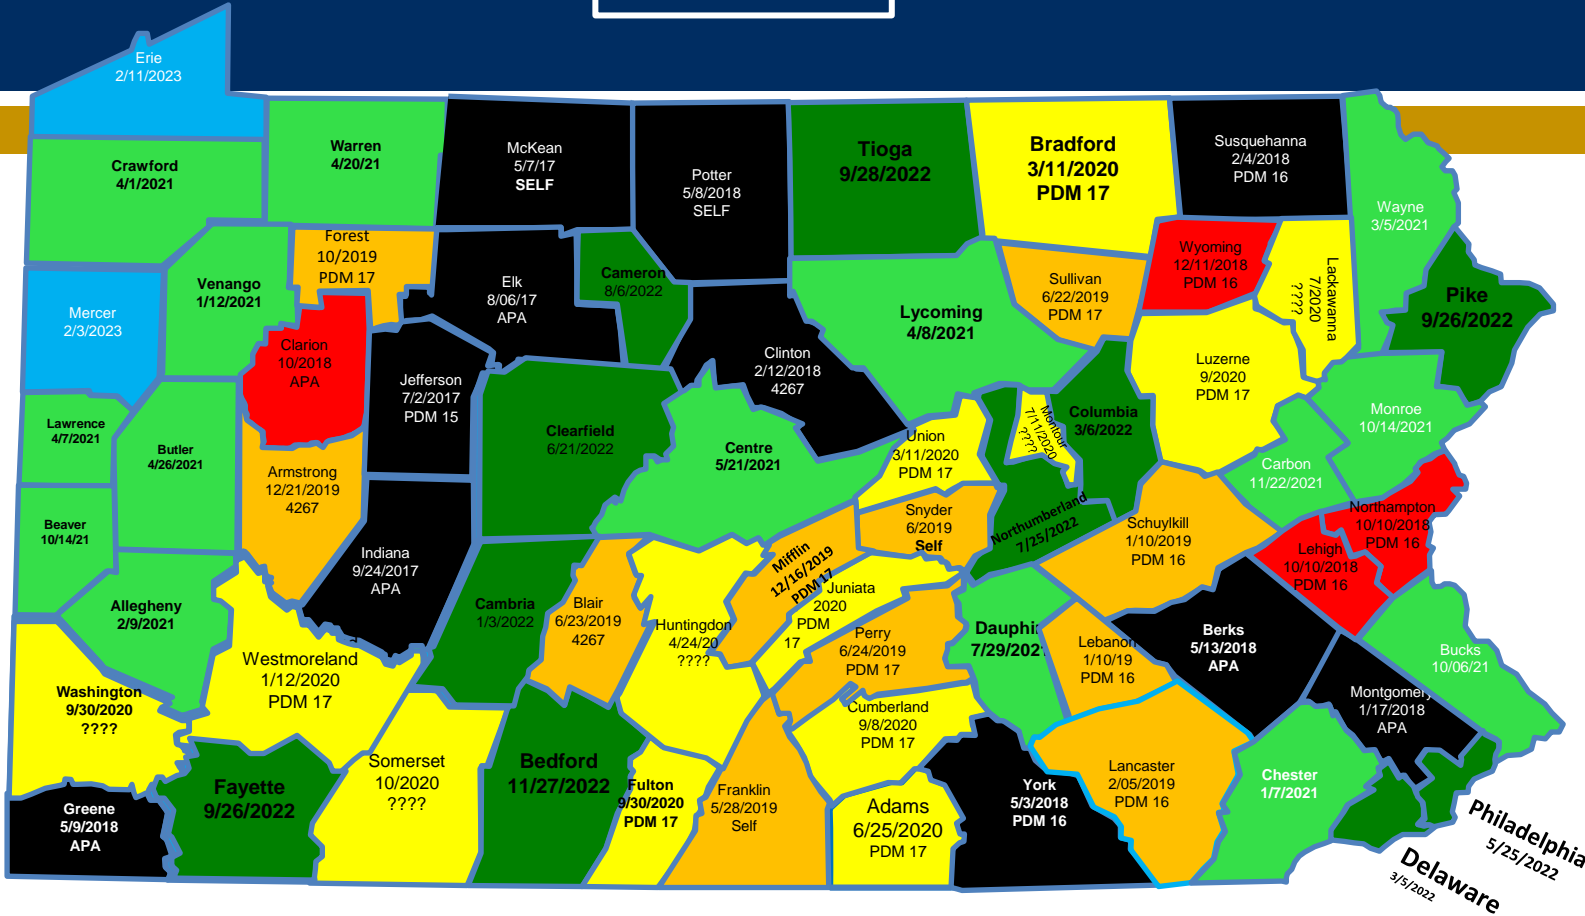 Erie
2/11/2023
Crawford
4/1/2021
Warren
4/20/21
McKean
5/7/17
SELF
Potter
5/8/2018
SELF
Tioga
9/28/2022
Bradford
3/11/2020
PDM 17
Susquehanna
2/4/2018
PDM 16
Wayne
3/5/2021
Forest
10/2019
PDM 17
Venango
1/12/2021
Mercer
2/3/2023
Elk
8/06/17
APA
Cameron
8/6/2022
Lycoming
4/8/2021
Sullivan
6/22/2019
PDM 17
Wyoming
12/11/2018
PDM 16
Lackawanna
7/2020
????
Pike
9/26/2022
Clarion
10/2018
APA
Jefferson
7/2/2017
PDM 15
Clinton
2/12/2018
4267
Luzerne
9/2020
PDM 17
Monroe
10/14/2021
Lawrence
4/7/2021
Butler
4/26/2021
Clearfield
6/21/2022
Centre
5/21/2021
Union
3/11/2020
PDM 17
Montour
7/11/2020
????
Columbia
3/6/2022
Carbon
11/22/2021
Armstrong
12/21/2019
4267
Snyder
6/2019
Self
Northumberland
7/25/2022
Schuylkill
1/10/2019
PDM 16
Northampton
10/10/2018
PDM 16
Lehigh
10/10/2018
PDM 16
Beaver
10/14/21
Indiana
9/24/2017
APA
Mifflin
12/16/2019
PDM 17
Juniata
2020
PDM
17
Allegheny
2/9/2021
Cambria
1/3/2022
Blair
6/23/2019
4267
Huntingdon
4/24/20
????
Perry
6/24/2019
PDM 17
Dauphin
7/29/2021
Lebanon
1/10/19
PDM 16
Berks
5/13/2018
APA
Bucks
10/06/21
Westmoreland
1/12/2020
PDM 17
Washington
9/30/2020
????
Montgomery
1/17/2018
APA
Cumberland
9/8/2020
PDM 17
Somerset
10/2020
????
Bedford
11/27/2022
Fulton
9/30/2020
PDM 17
Franklin
5/28/2019
Self
Adams
6/25/2020
PDM 17
York
5/3/2018
PDM 16
Lancaster
2/05/2019
PDM 16
Chester
1/7/2021
Fayette
9/26/2022
Greene
5/9/2018
APA
Philadelphia
5/25/2022
Delaware
3/5/2022